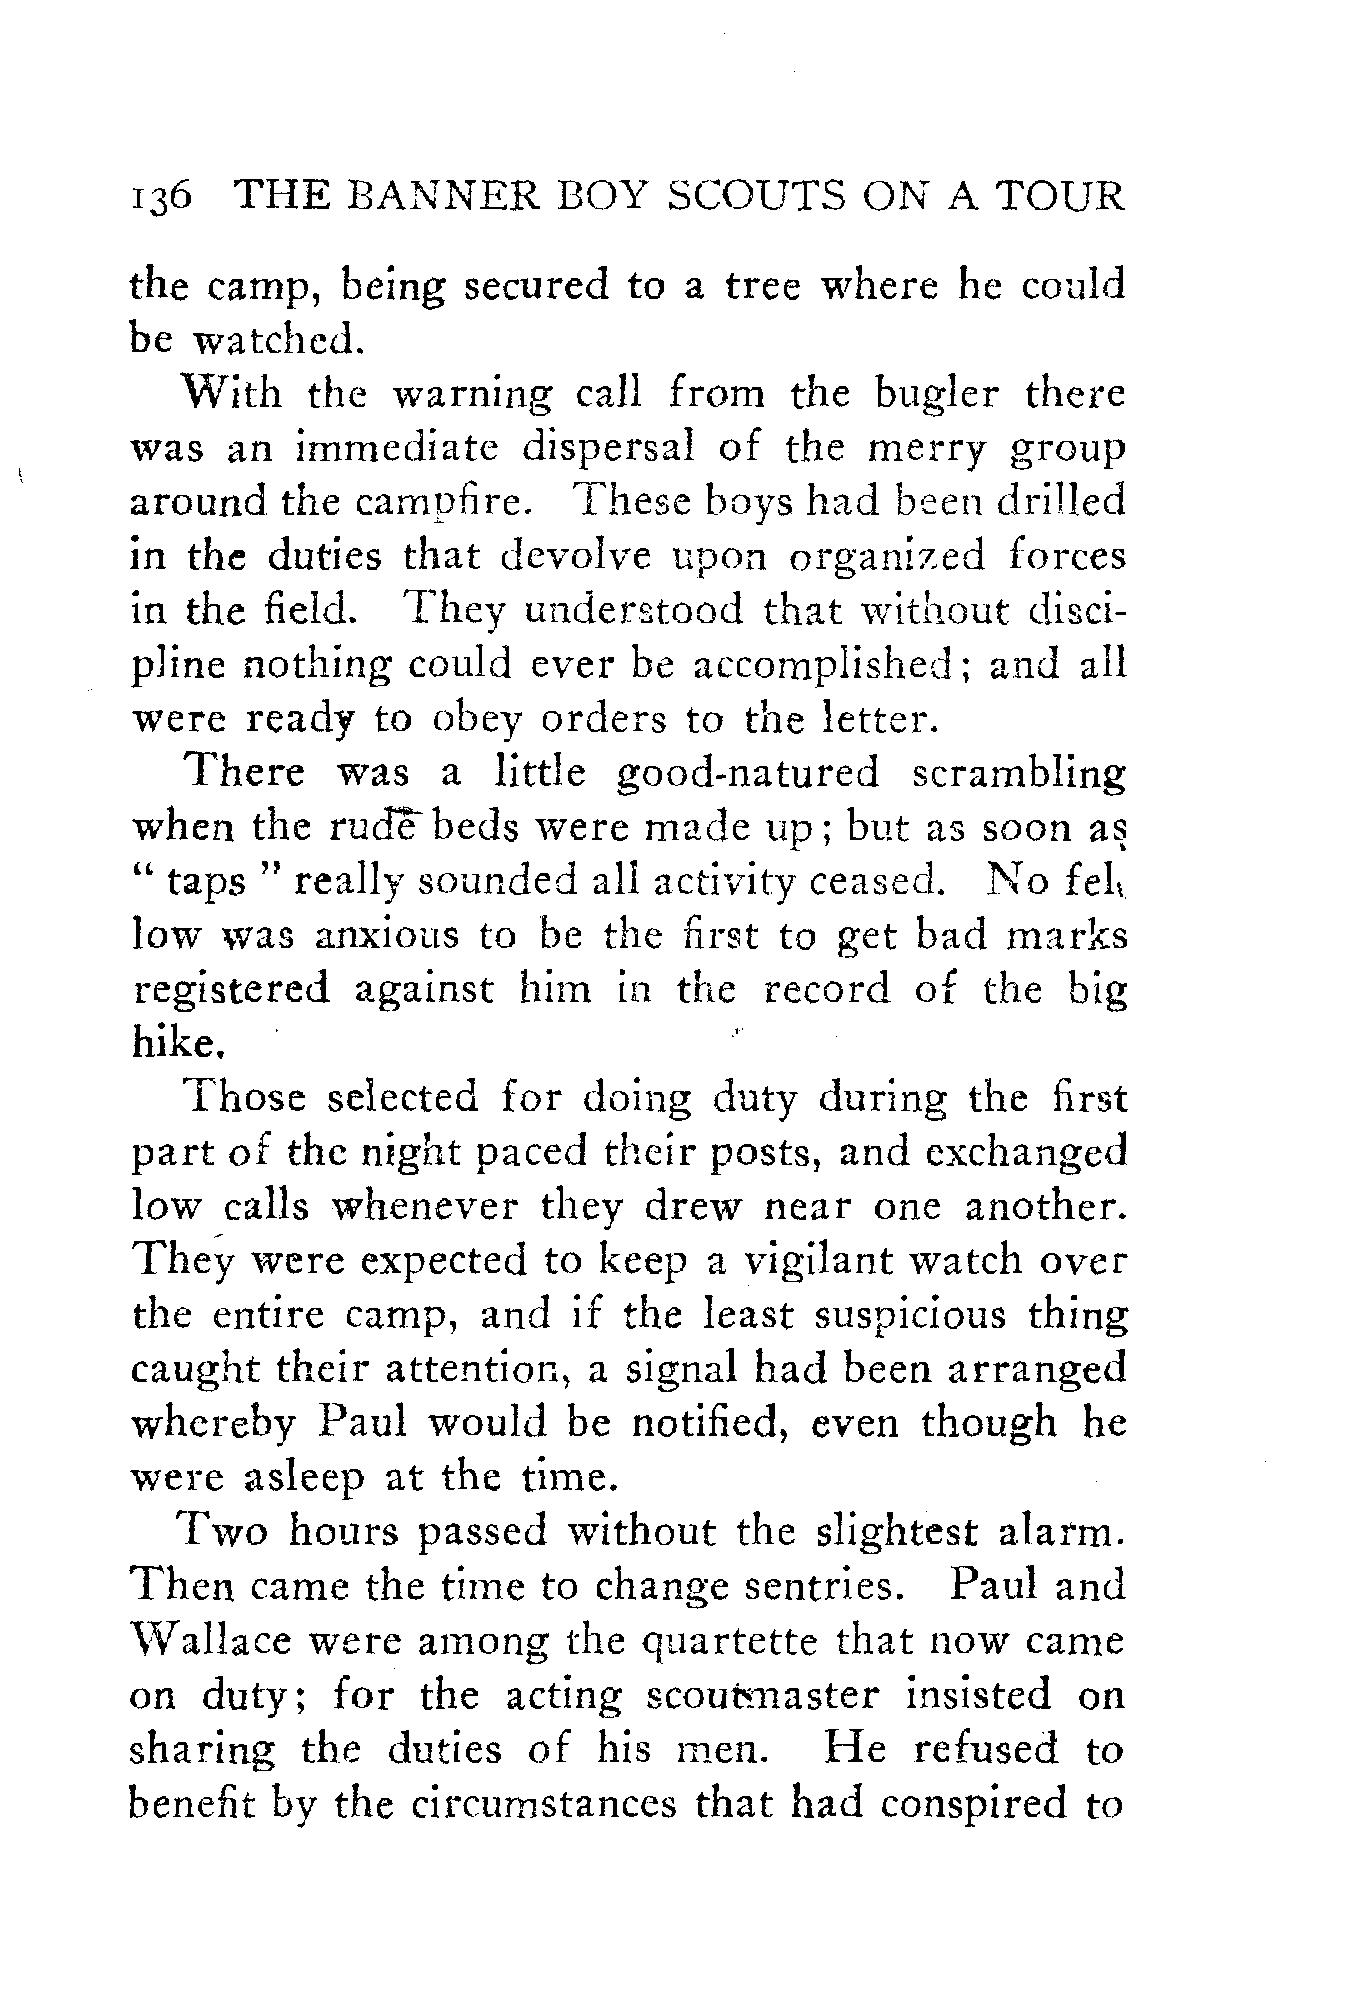 136 THE BANNER BOY SCOUTS ON A TOUR
the camp, being secured to a tree where he could
be watched.
With the warning call from the bugler there
was an immediate dispersal of the merry group
around the campfire. These boys had been drilled
in the duties that devolve upon organized forces
in the field. They understood that without disci-
pline nothing could ever be accomplished; and all
were ready to obey orders to the letter.
There was a little good-natured scrambling
when the rude beds were made up; but as soon as
" taps " really sounded all activity ceased. No fel-
low was anxious to be the first to get bad marks
registered against him in the record of the big
hike.
Those selected for doing duty during the first
part of the night paced their posts, and exchanged
low calls whenever they drew near one another.
They were expected to keep a vigilant watch over
the entire camp, and if the least suspicious thing
caught their attention, a signal had been arranged
whereby Paul would be notified, even though he
were asleep at the time.
Two hours passed without the slightest alarm.
Then came the time to change sentries. Paul and
Wallace were among the quartette that now came
on duty; for the acting scoutmaster insisted on
sharing the duties of his men. He refused to
benefit by the circumstances that had conspired to